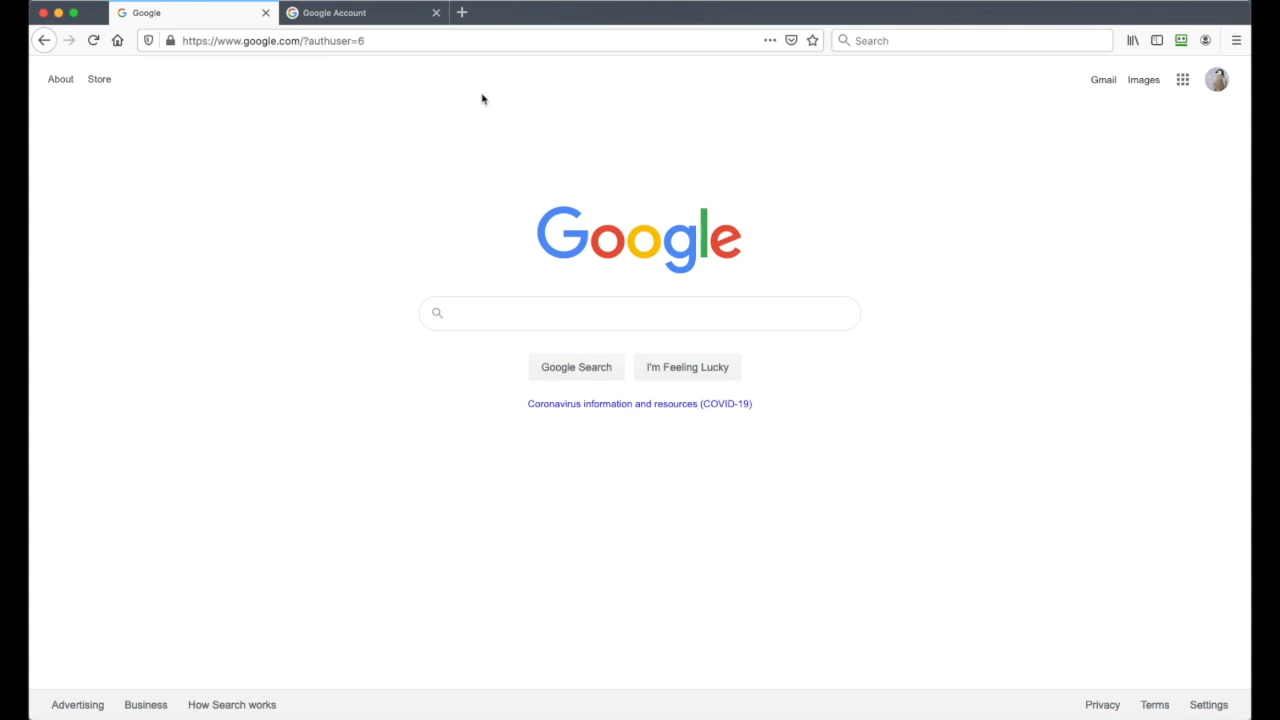 Google
Google Account
https://www.google.com/?authuser=6
Search
About Store
Gmail Images
Google
Google Search I'm Feeling Lucky
Coronavirus information and resources (COVID-19)
Advertising Business How Search works
Privacy Terms Settings